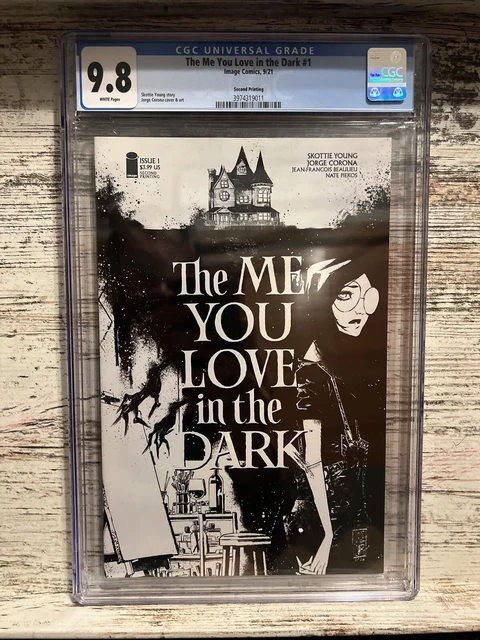 CGC UNIVERSAL GRADE
9.8
WHITE Pages
The Me You Love in the Dark #1
Image Comics, 9/21
Skottie Young story
Jorge Corona cover & art
Second Printing
3974319011
CGC
ISSUE 1
$3.99 US
SECOND
PRINTING
SKOTTIE YOUNG
JORGE CORONA
JEAN-FRANCOIS BEAULIEU
NATE PIEKOS
The ME
YOU
LOVE
in the
DARK